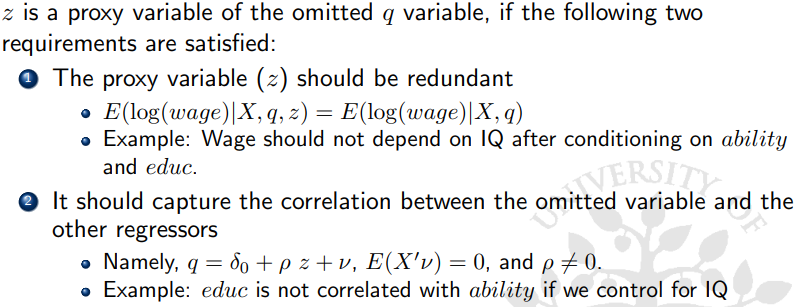 z is a proxy variable of the omitted q variable, if the following two
requirements are satisfied:
1 The proxy variable (z) should be redundant
• E(log(wage)|X, q, z) = E(log(wage)|X, q)
• Example: Wage should not depend on IQ after conditioning on ability
and educ.
2 It should capture the correlation between the omitted variable and the
other regressors
• Namely, q = δ₀ + ρ z + ν, E(X′ν) = 0, and ρ ≠ 0.
• Example: educ is not correlated with ability if we control for IQ
UNIVERSITY OF